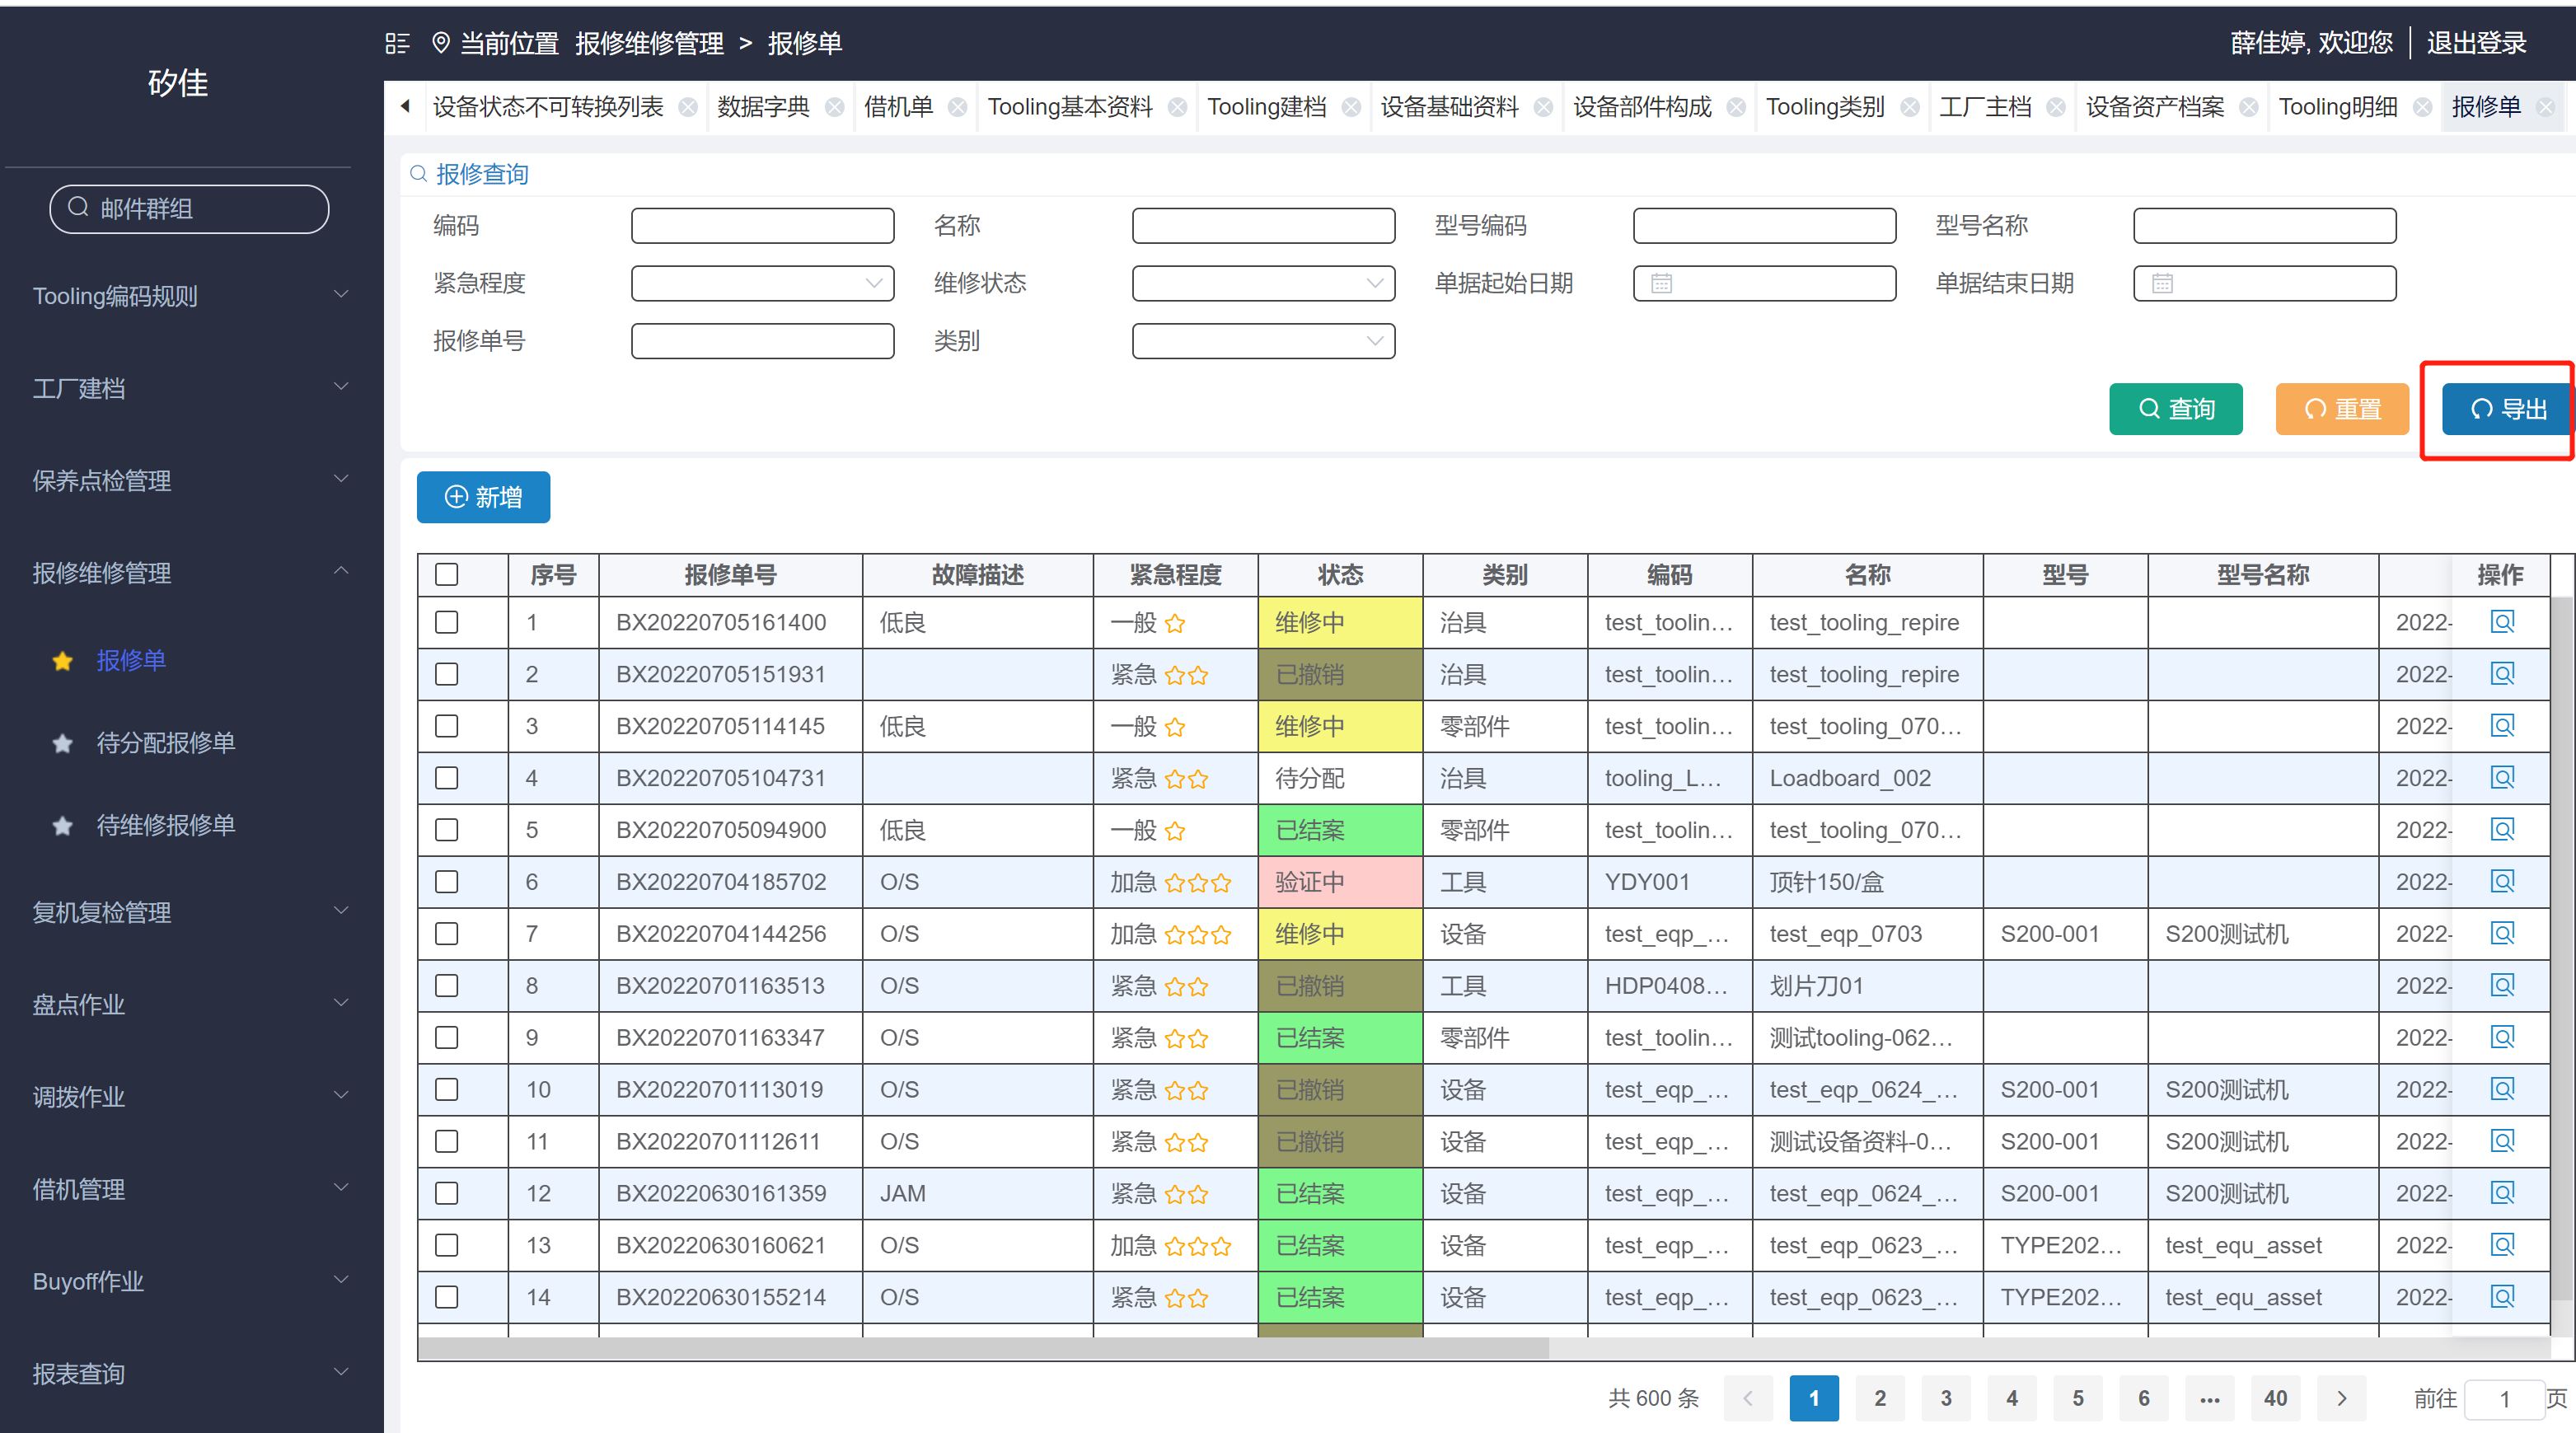 矽佳
邮件群组
Tooling编码规则
工厂建档
保养点检管理
报修维修管理
报修单
待分配报修单
待维修报修单
复机复检管理
盘点作业
调拨作业
借机管理
Buyoff作业
报表查询
当前位置 报修维修管理 > 报修单
薛佳婷, 欢迎您 退出登录
设备状态不可转换列表 数据字典 借机单 Tooling基本资料 Tooling建档 设备基础资料 设备部件构成 Tooling类别 工厂主档 设备资产档案 Tooling明细 报修单
报修查询
编码 名称 型号编码 型号名称
紧急程度 维修状态 单据起始日期 单据结束日期
报修单号 类别
查询 重置 导出
新增
序号 报修单号 故障描述 紧急程度 状态 类别 编码 名称 型号 型号名称 操作
1 BX20220705161400 低良 一般 维修中 治具 test_toolin... test_tooling_repire 2022-
2 BX20220705151931 紧急 已撤销 治具 test_toolin... test_tooling_repire 2022-
3 BX20220705114145 低良 一般 维修中 零部件 test_toolin... test_tooling_070... 2022-
4 BX20220705104731 紧急 待分配 治具 tooling_L... Loadboard_002 2022-
5 BX20220705094900 低良 一般 已结案 零部件 test_toolin... test_tooling_070... 2022-
6 BX20220704185702 O/S 加急 验证中 工具 YDY001 顶针150/盒 2022-
7 BX20220704144256 O/S 加急 维修中 设备 test_eqp_... test_eqp_0703 S200-001 S200测试机 2022-
8 BX20220701163513 O/S 紧急 已撤销 工具 HDP0408... 划片刀01 2022-
9 BX20220701163347 O/S 紧急 已结案 零部件 test_toolin... 测试tooling-062... 2022-
10 BX20220701113019 O/S 紧急 已撤销 设备 test_eqp_... test_eqp_0624_... S200-001 S200测试机 2022-
11 BX20220701112611 O/S 紧急 已撤销 设备 test_eqp_... 测试设备资料-0... S200-001 S200测试机 2022-
12 BX20220630161359 JAM 紧急 已结案 设备 test_eqp_... test_eqp_0624_... S200-001 S200测试机 2022-
13 BX20220630160621 O/S 加急 已结案 设备 test_eqp_... test_eqp_0623_... TYPE202... test_equ_asset 2022-
14 BX20220630155214 O/S 紧急 已结案 设备 test_eqp_... test_eqp_0623_... TYPE202... test_equ_asset 2022-
共 600 条 < 1 2 3 4 5 6 ... 40 > 前往 1 页